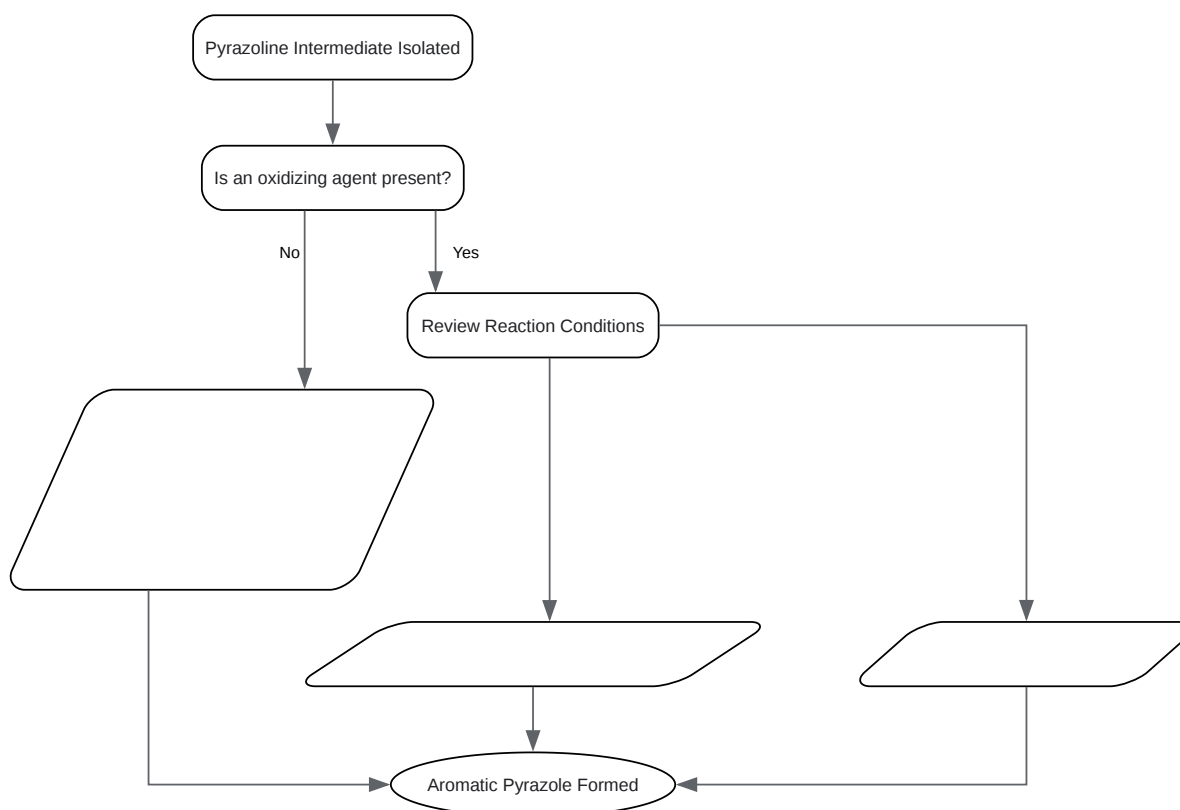 Pyrazoline Intermediate Isolated
Is an oxidizing agent present?
No
Yes
Review Reaction Conditions
Aromatic Pyrazole Formed